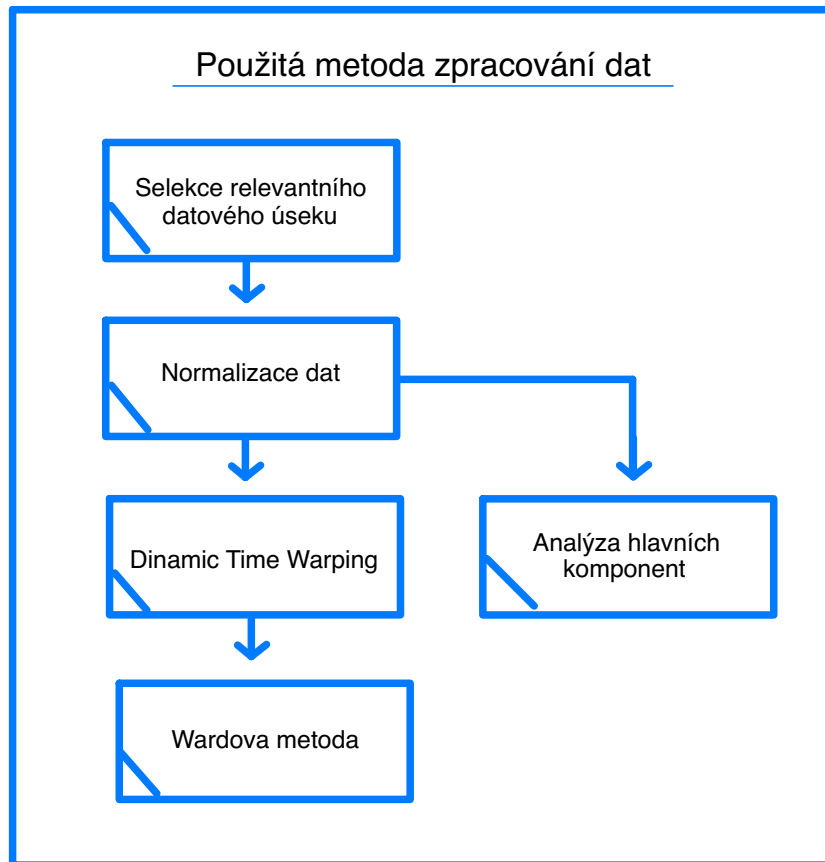 Použitá metoda zpracování dat
Selekce relevantního
datového úseku
Normalizace dat
Dinamic Time Warping
Analýza hlavních
komponent
Wardova metoda